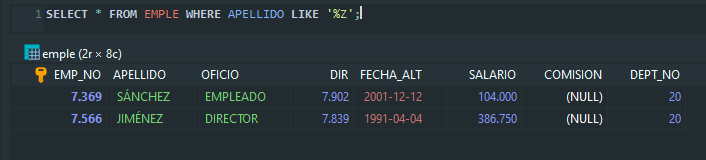 1 SELECT * FROM EMPLE WHERE APELLIDO LIKE '%Z';
emple (2r × 8c)
EMP_NO APELLIDO OFICIO DIR FECHA_ALT SALARIO COMISION DEPT_NO
7.369 SÁNCHEZ EMPLEADO 7.902 2001-12-12 104.000 (NULL) 20
7.566 JIMÉNEZ DIRECTOR 7.839 1991-04-04 386.750 (NULL) 20